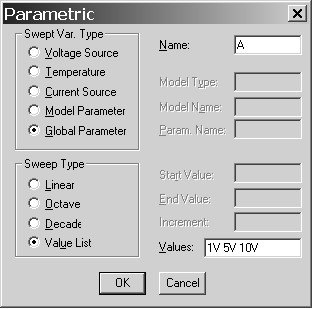 Parametric
Swept Var. Type
Voltage Source
Temperature
Current Source
Model Parameter
Global Parameter
Name: A
Model Type:
Model Name:
Param. Name:
Sweep Type
Linear
Octave
Decade
Value List
Start Value:
End Value:
Increment:
Values: 1V 5V 10V
OK Cancel